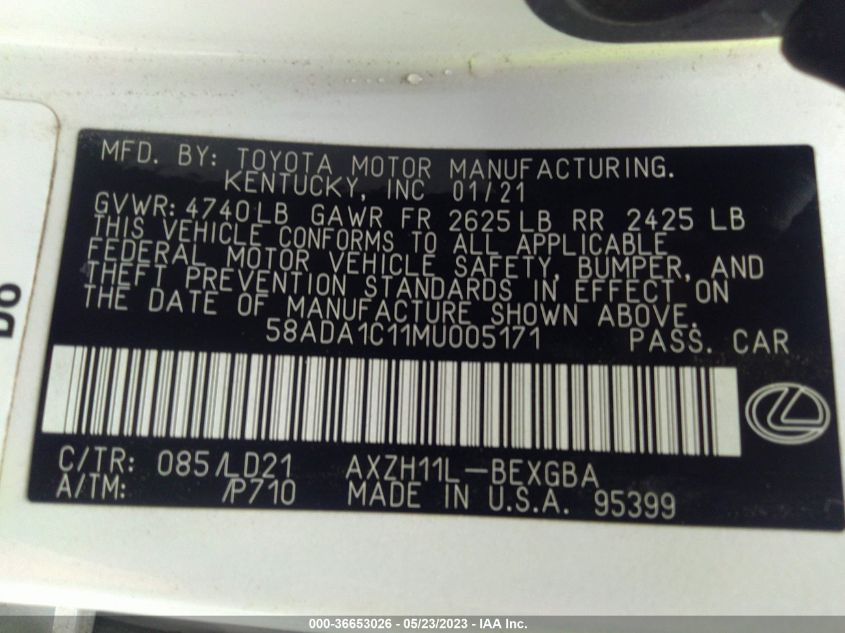 MFD. BY: TOYOTA MOTOR MANUFACTURING.
KENTUCKY, INC 01/21
GVWR: 4740LB GAWR FR 2625LB RR 2425 LB
THIS VEHICLE CONFORMS TO ALL APPLICABLE
FEDERAL MOTOR VEHICLE SAFETY, BUMPER, AND
THEFT PREVENTION STANDARDS IN EFFECT ON
THE DATE OF MANUFACTURE SHOWN ABOVE.
58ADA1C11MU005171 PASS. CAR
C/TR: 085/LD21 AXZH11L-BEXGBA
A/TM: /P710 MADE IN U.S.A. 95399
000-36653026 - 05/23/2023 - IAA Inc.